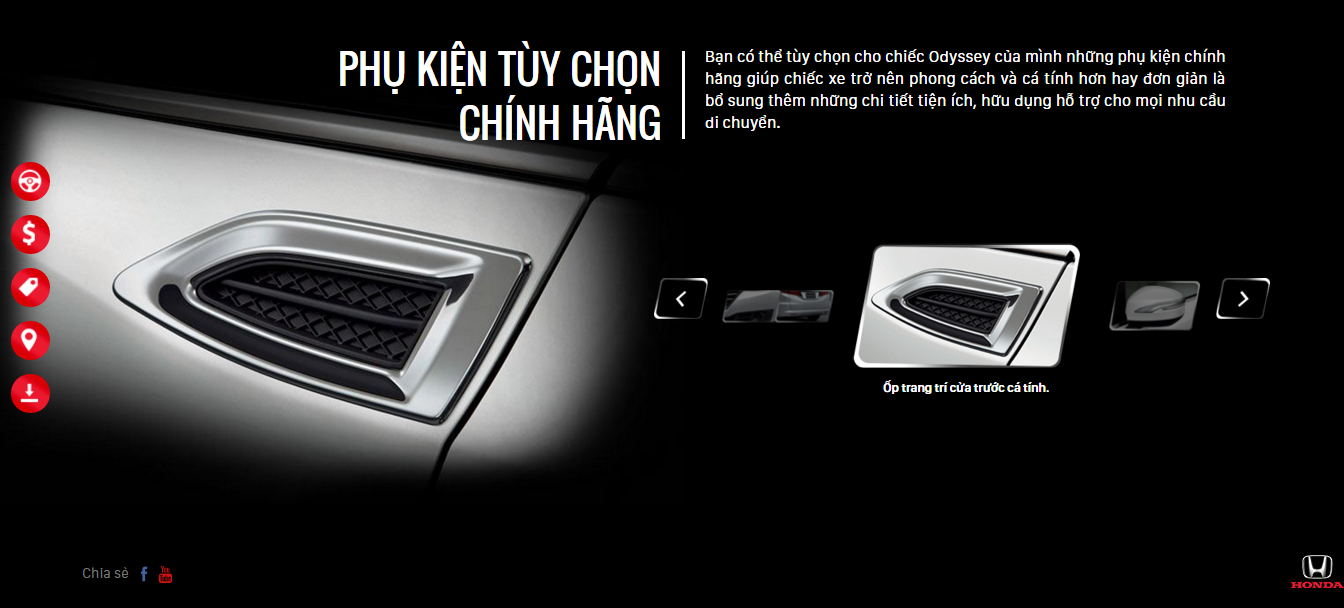 PHỤ KIỆN TÙY CHỌN
CHÍNH HÃNG
Bạn có thể tùy chọn cho chiếc Odyssey của mình những phụ kiện chính
hãng giúp chiếc xe trở nên phong cách và cá tính hơn hay đơn giản là
bổ sung thêm những chi tiết tiện ích, hữu dụng hỗ trợ cho mọi nhu cầu
di chuyển.
$
Ốp trang trí cửa trước cá tính.
Chia sẻ f You Tube
HONDA